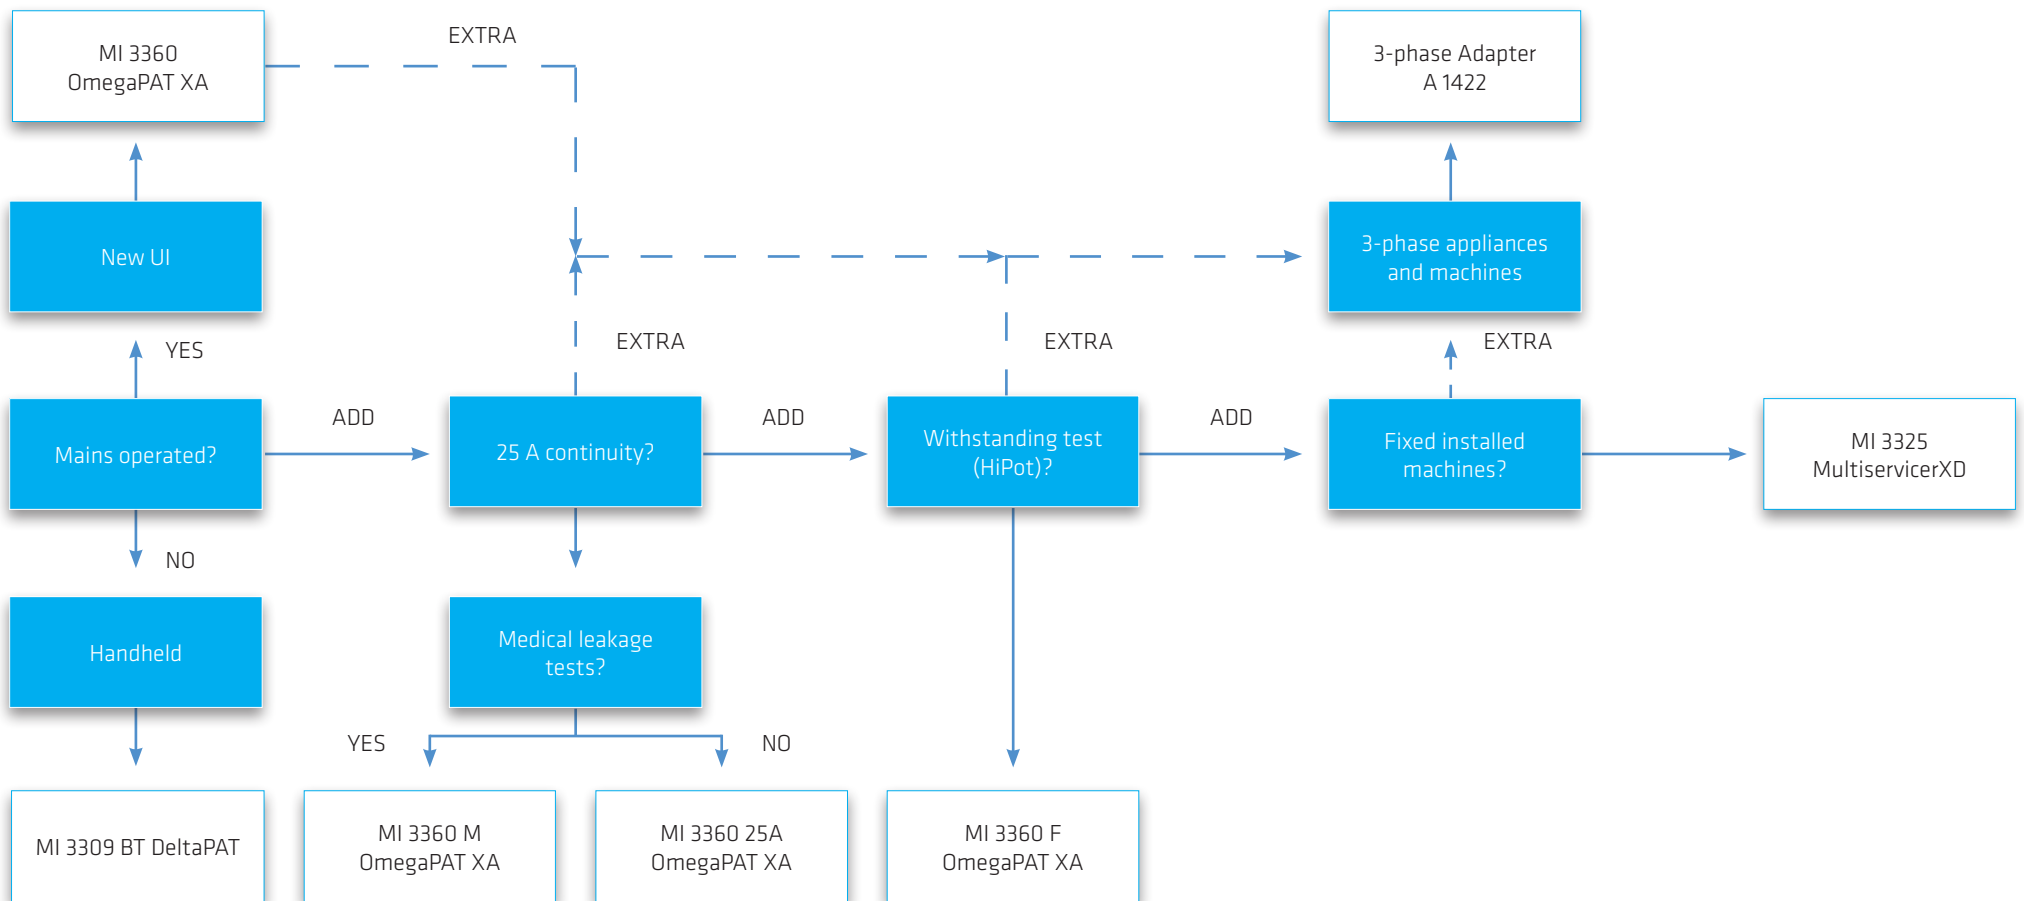 MI 3360
OmegaPAT XA
EXTRA
3-phase Adapter
A 1422
New UI
3-phase appliances
and machines
YES
EXTRA
EXTRA
EXTRA
Mains operated?
ADD
25 A continuity?
ADD
Withstanding test
(HiPot)?
ADD
Fixed installed
machines?
MI 3325
MultiservicerXD
NO
Handheld
Medical leakage
tests?
YES
NO
MI 3309 BT DeltaPAT
MI 3360 M
OmegaPAT XA
MI 3360 25A
OmegaPAT XA
MI 3360 F
OmegaPAT XA